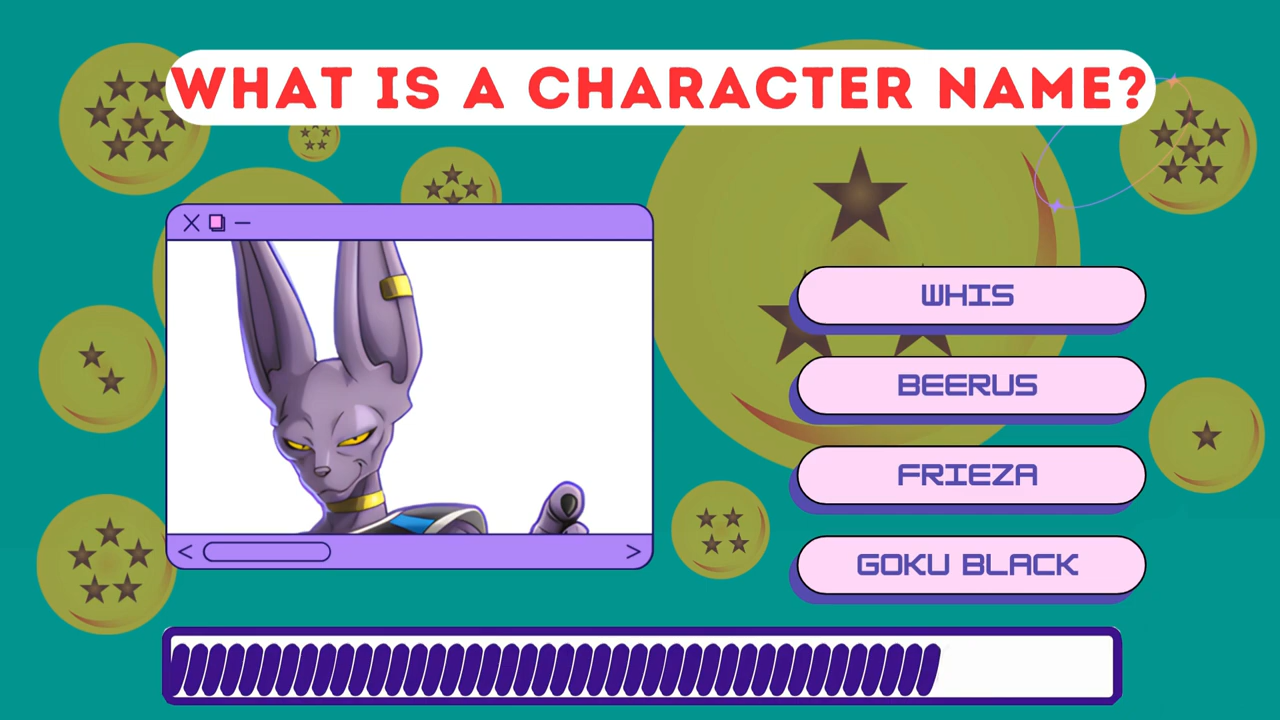 WHAT IS A CHARACTER NAME?
WHIS
BEERUS
FRIEZA
GOKU BLACK